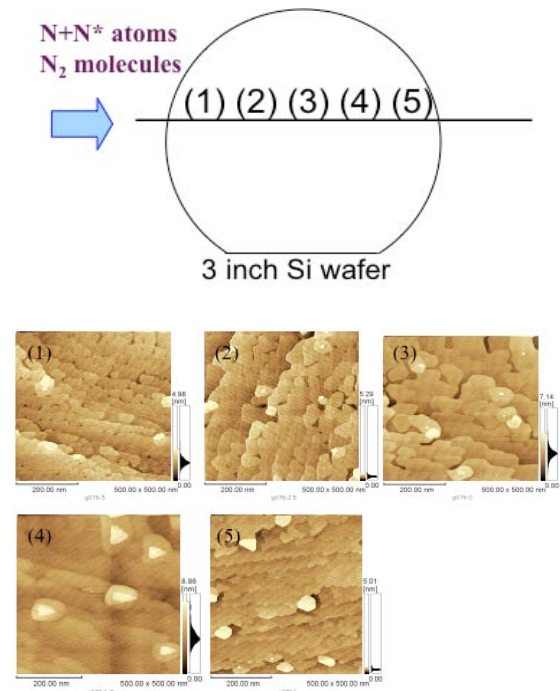 N+N* atoms
N₂ molecules
(1) (2) (3) (4) (5)
3 inch Si wafer
(1)
4.98
[nm]
0.00
200.00 nm 500.00 x 500.00 nm
(2)
5.29
[nm]
0.00
200.00 nm 500.00 x 500.00 nm
(3)
7.14
[nm]
0.00
200.00 nm 500.00 x 500.00 nm
(4)
8.86
[nm]
0.00
200.00 nm 500.00 x 500.00 nm
(5)
5.01
[nm]
0.00
200.00 nm 500.00 x 500.00 nm